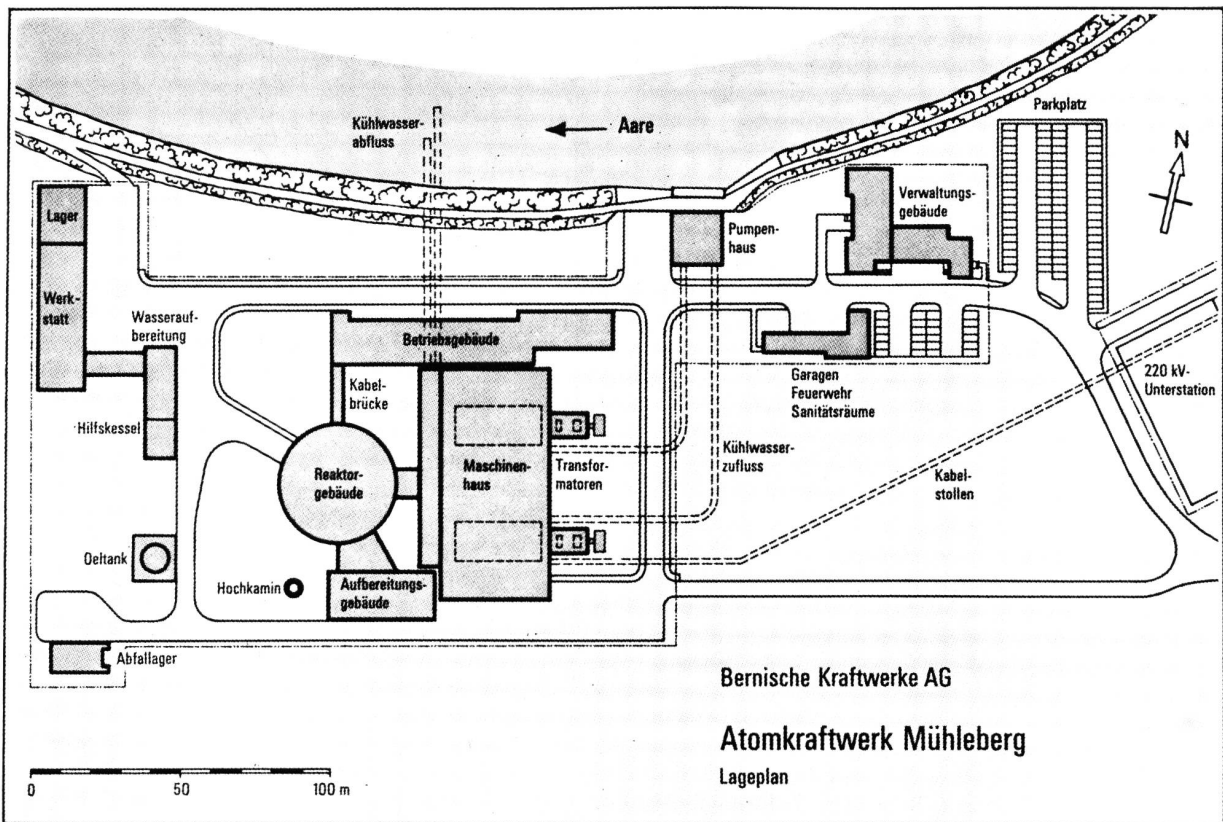 Parkplatz
Kühlwasser-
abfluss
Aare
N
Lager
Verwaltungs-
gebäude
Pumpen-
haus
Werk-
statt
Wasserauf-
bereitung
Betriebsgebäude
Kabel-
brücke
Garagen
Feuerwehr
Sanitätsräume
220 kV-
Unterstation
Hilfskessel
Reaktor-
gebäude
Maschinen-
haus
Transfor-
matoren
Kühlwasser-
zufluss
Kabel-
stollen
Oeltank
Hochkamin
Aufbereitungs-
gebäude
Abfallager
Bernische Kraftwerke AG
Atomkraftwerk Mühleberg
Lageplan
0 50 100 m